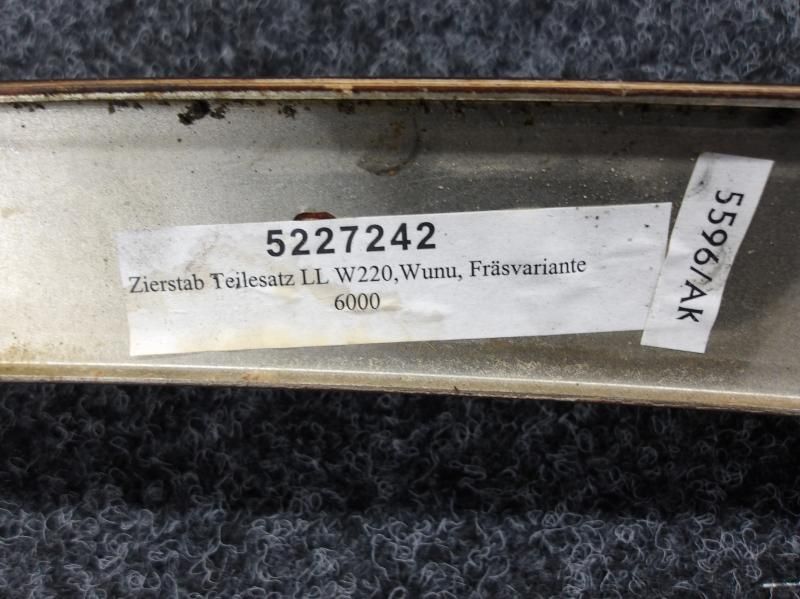 5227242
Zierstab Teilesatz LL W220,Wunu, Fräsvariante
6000
5596/AK